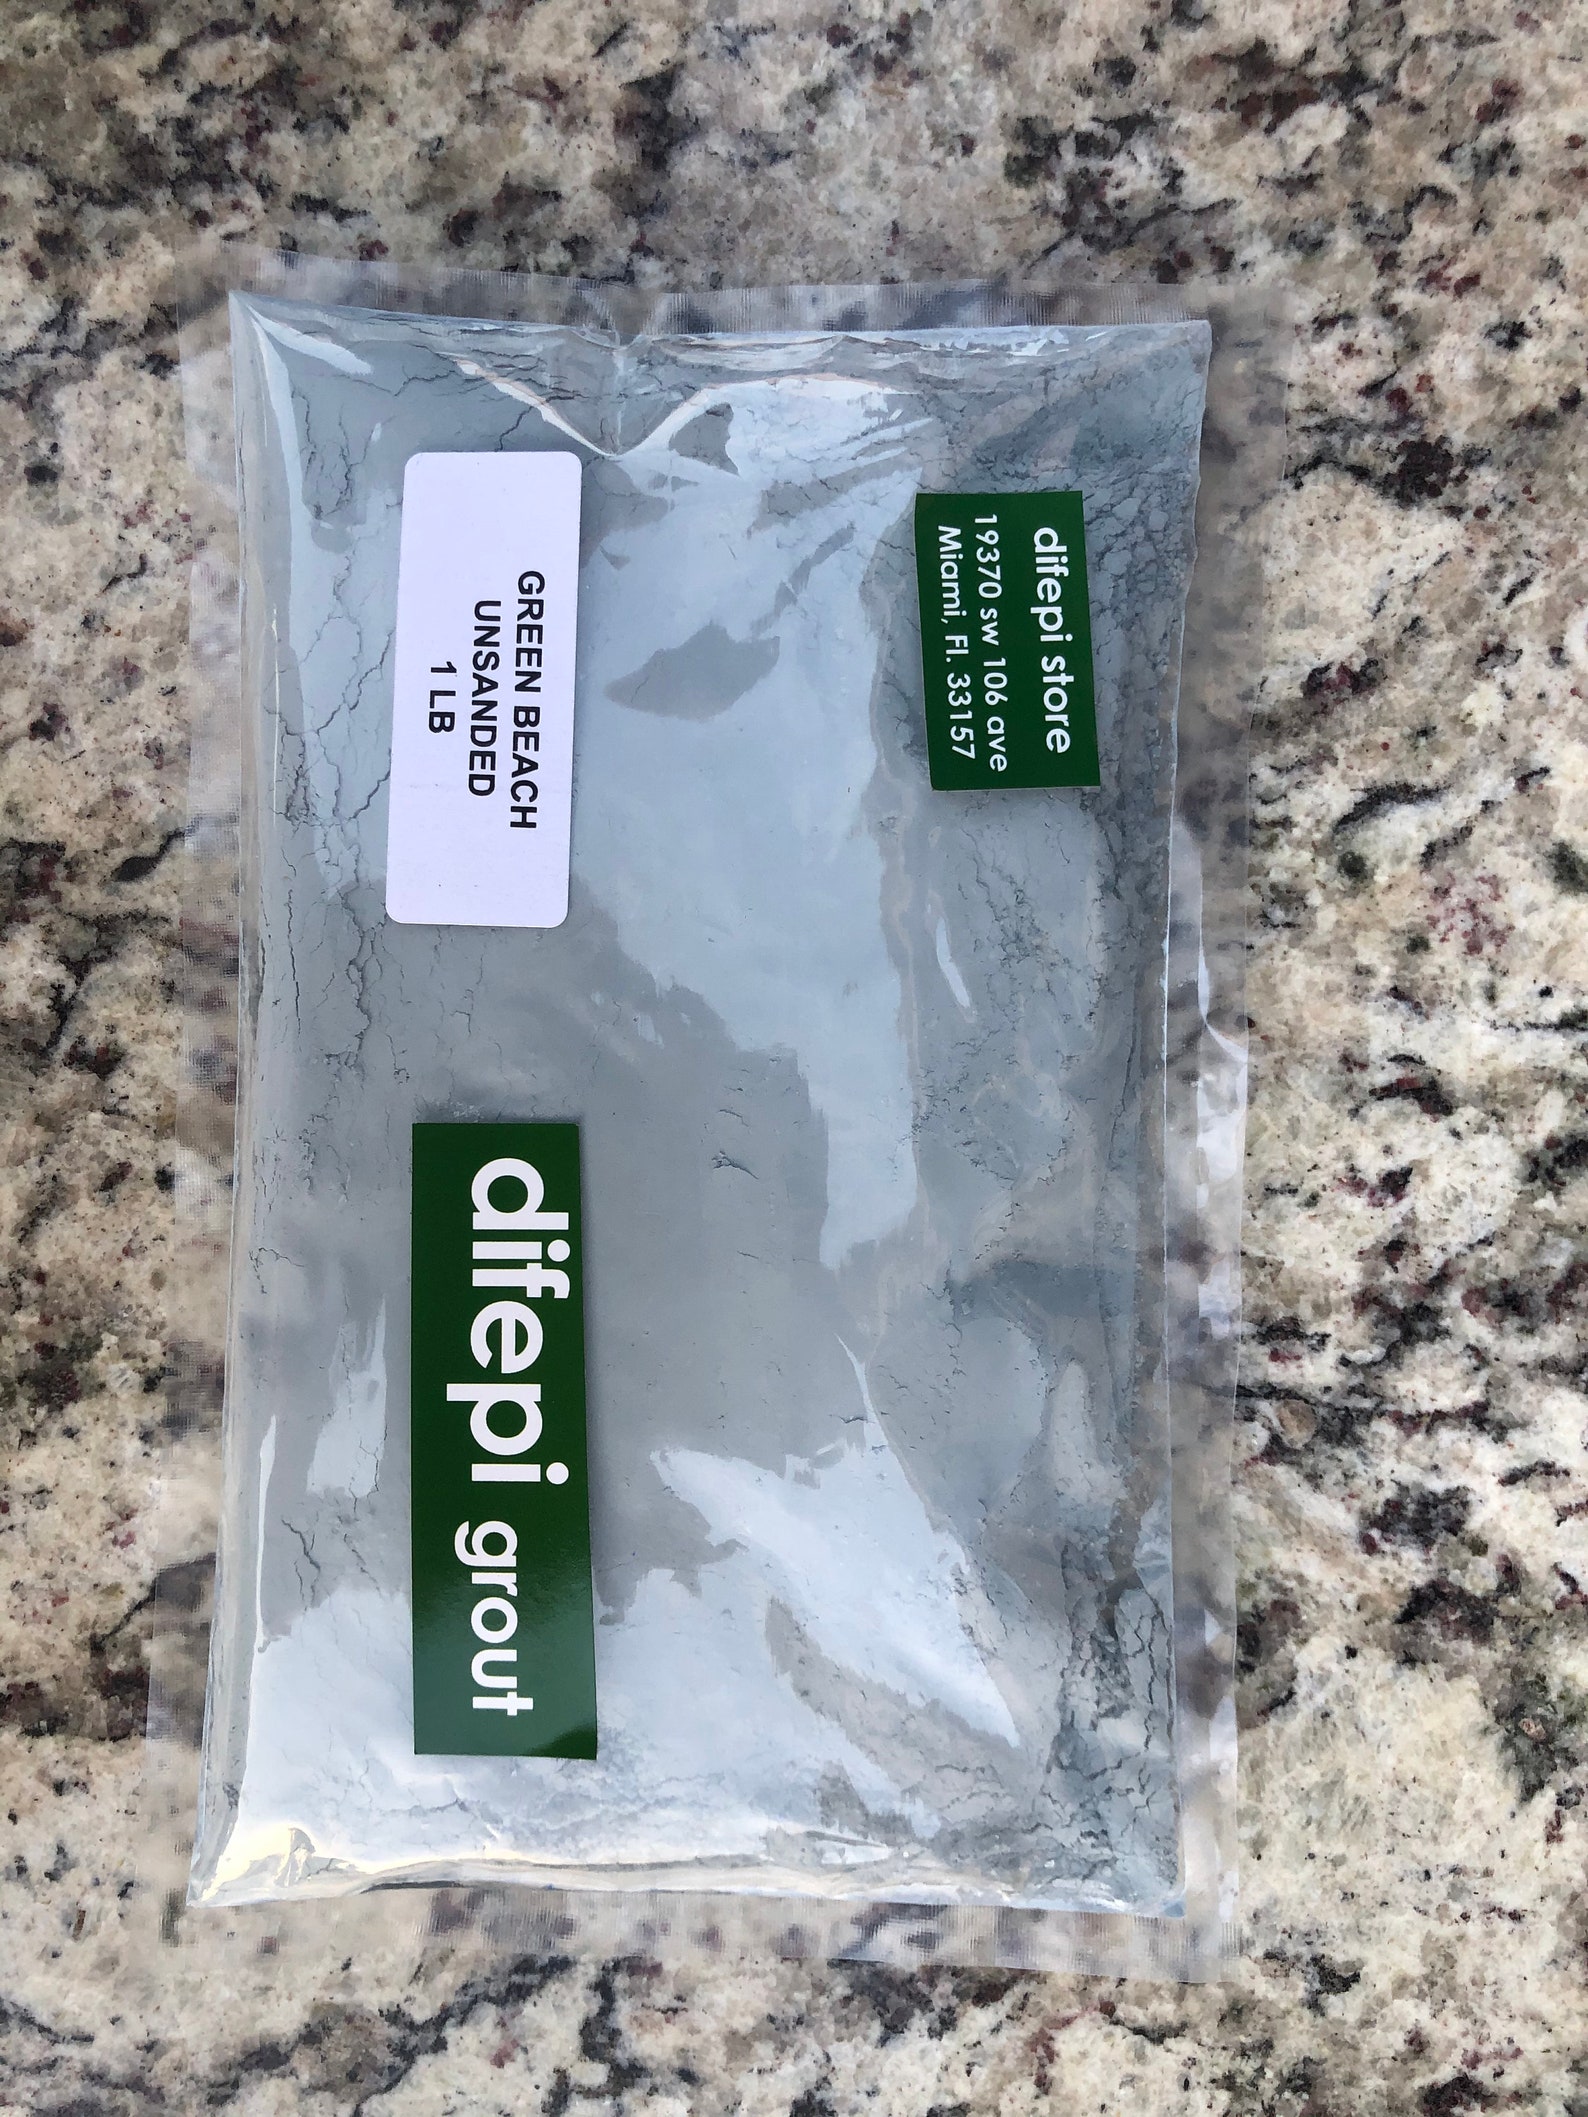 difepi store
19370 sw 106 ave
Miami, Fl. 33157
GREEN BEACH
UNSANDED
1 LB
difepi grout